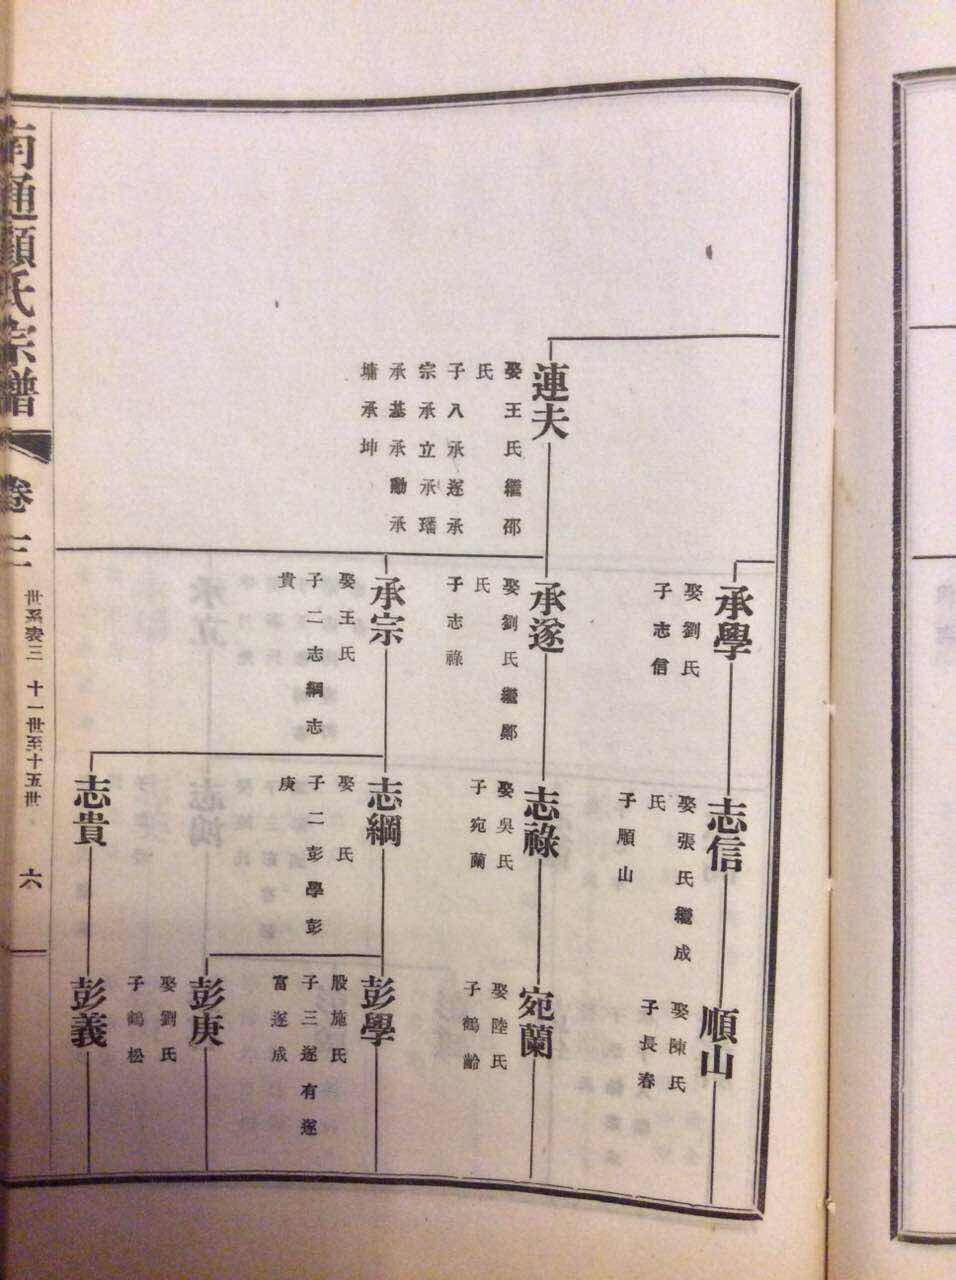 連夫
娶王氏繼邵
氏
子八承遂承
宗承立承璠
承基承勳承
墉承坤
承學
娶劉氏
子志信
承遂
娶劉氏繼鄭
氏
子志祿
承宗
娶王氏
子二志綱志
貴
志信
娶張氏繼成
氏
子順山
志祿
娶吳氏
子宛蘭
志綱
娶　氏
子二彭學彭
庚
志貴
順山
娶陳氏
子長春
宛蘭
娶陸氏
子鶴齡
彭學
股施氏
子三遂有遂
富遂成
彭庚
彭義
娶劉氏
子鶴松
南通顧氏宗譜
卷三
世系表三　十一世至十五世
六